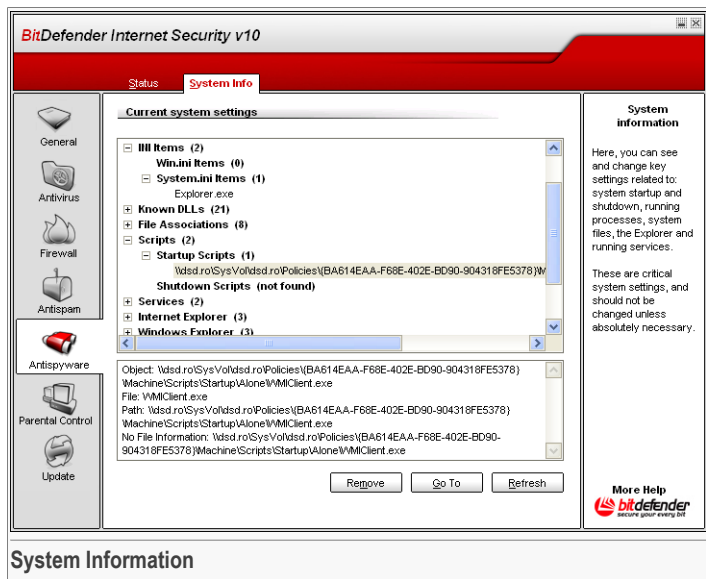 BitDefender Internet Security v10
Status System Info
General
Antivirus
Firewall
Antispam
Antispyware
Parental Control
Update
Current system settings
INI Items (2)
Win.ini Items (0)
System.ini Items (1)
Explorer.exe
Known DLLs (21)
File Associations (8)
Scripts (2)
Startup Scripts (1)
\\dsd.ro\SysVol\dsd.ro\Policies\{BA614EAA-F68E-402E-BD90-904318FE5378}\M
Shutdown Scripts (not found)
Services (2)
Internet Explorer (3)
Windows Explorer (3)
Object: \\dsd.ro\SysVol\dsd.ro\Policies\{BA614EAA-F68E-402E-BD90-904318FE5378}
\Machine\Scripts\Startup\Alone\WMIClient.exe
File: WMIClient.exe
Path: \\dsd.ro\SysVol\dsd.ro\Policies\{BA614EAA-F68E-402E-BD90-904318FE5378}
\Machine\Scripts\Startup\Alone\WMIClient.exe
No File Information: \\dsd.ro\SysVol\dsd.ro\Policies\{BA614EAA-F68E-402E-BD90-
904318FE5378}\Machine\Scripts\Startup\Alone\WMIClient.exe
Remove Go To Refresh
System
information
Here, you can see
and change key
settings related to:
system startup and
shutdown, running
processes, system
files, the Explorer and
running services.
These are critical
system settings, and
should not be
changed unless
absolutely necessary.
More Help
bitdefender
secure your every bit
System Information